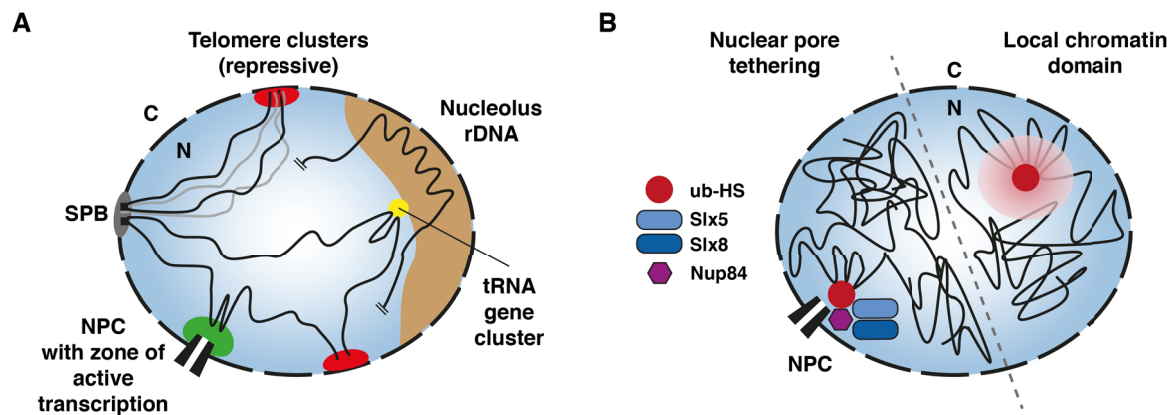 A
Telomere clusters
(repressive)
C
N
Nucleolus
rDNA
SPB
NPC
with zone of
active
transcription
tRNA
gene
cluster
B
Nuclear pore
tethering
Local chromatin
domain
C
N
ub-HS
Slx5
Slx8
Nup84
NPC